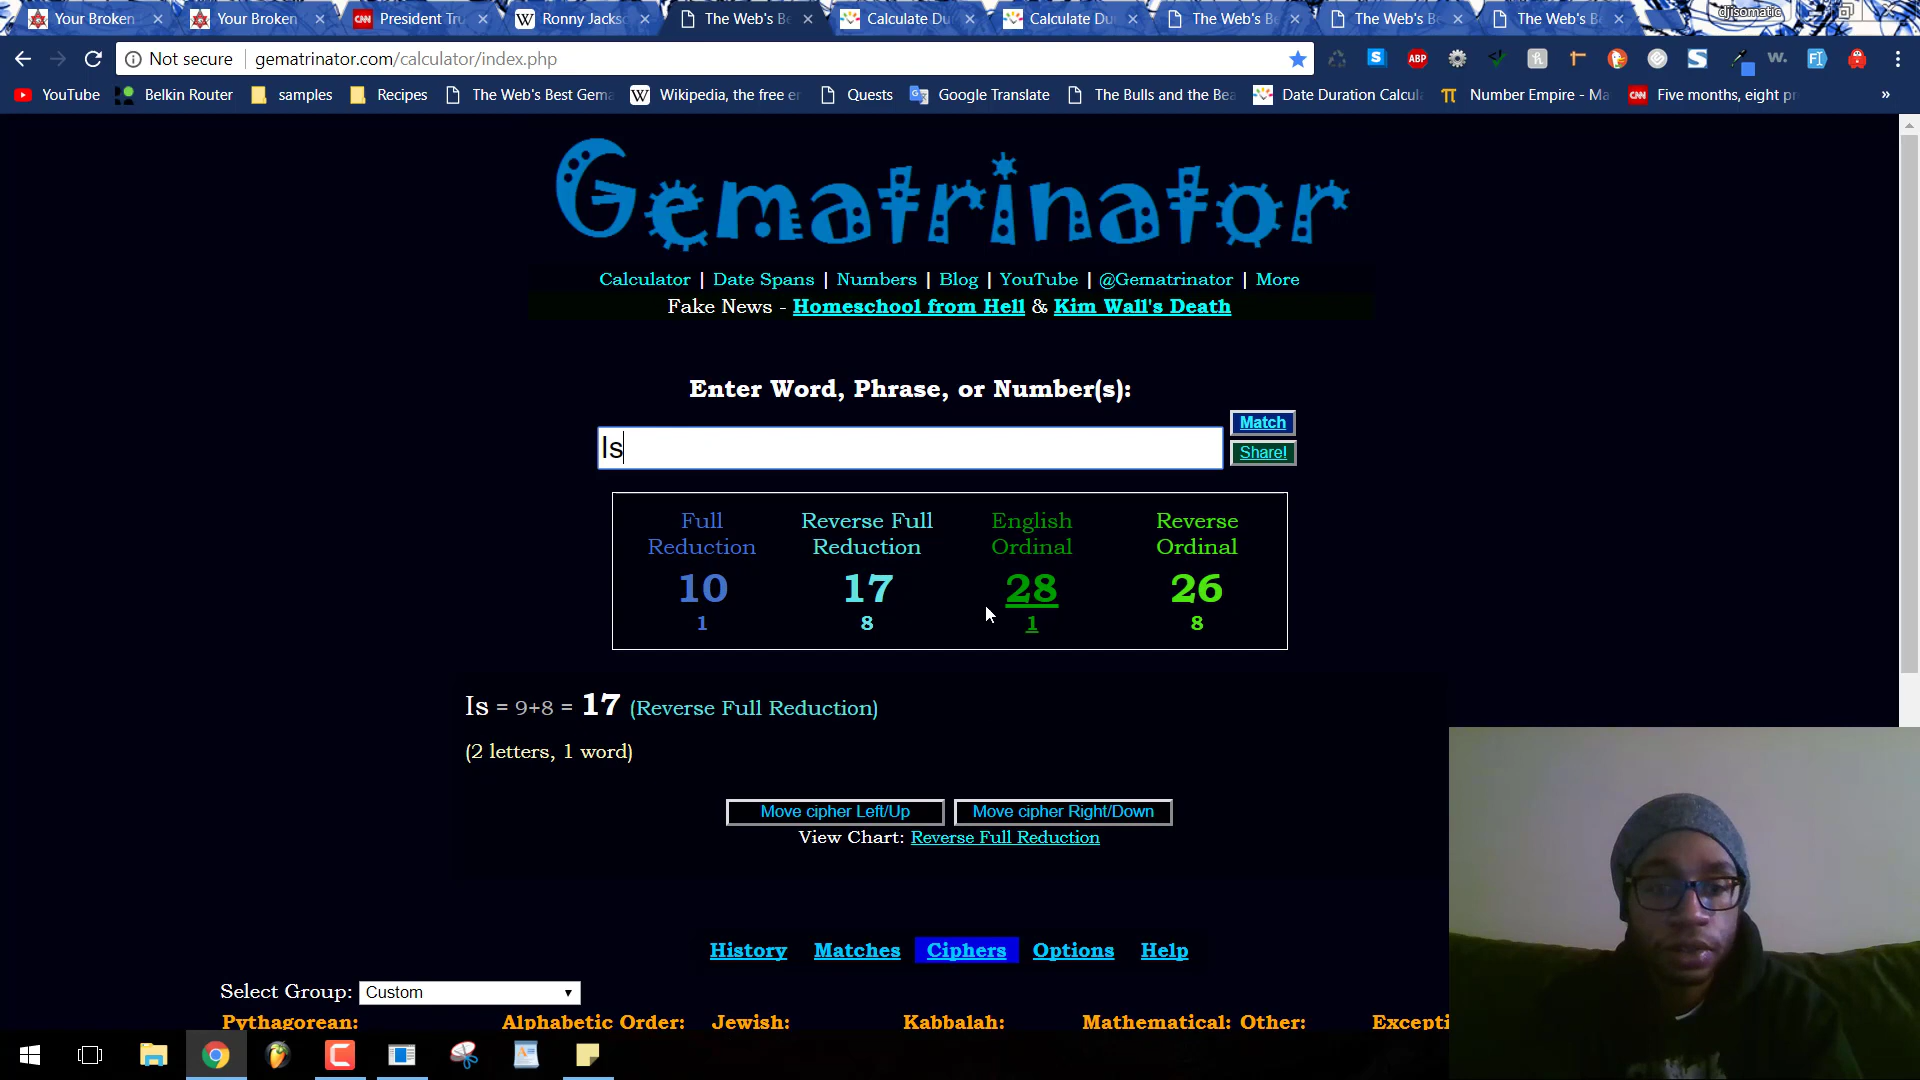 Your Broken
Your Broken
President Tru
Ronny Jackso
The Web's Be
Calculate Du
Calculate Du
The Web's Be
The Web's Be
The Web's Be
djisomatic
Not secure
gematrinator.com/calculator/index.php
YouTube
Belkin Router
samples
Recipes
The Web's Best Gema
Wikipedia, the free e
Quests
Google Translate
The Bulls and the Bea
Date Duration Calcul
Number Empire - Ma
Five months, eight pr
»
Gematrinator
Calculator | Date Spans | Numbers | Blog | YouTube | @Gematrinator | More
Fake News - Homeschool from Hell & Kim Wall's Death
Enter Word, Phrase, or Number(s):
Is
Match
Share!
Full Reduction
Reverse Full Reduction
English Ordinal
Reverse Ordinal
10 17 28 26
1 8 1 8
Is = 9+8 = 17 (Reverse Full Reduction)
(2 letters, 1 word)
Move cipher Left/Up
Move cipher Right/Down
View Chart: Reverse Full Reduction
History Matches Ciphers Options Help
Select Group: Custom
Pythagorean: Alphabetic Order: Jewish: Kabbalah: Mathematical: Other: Excepti